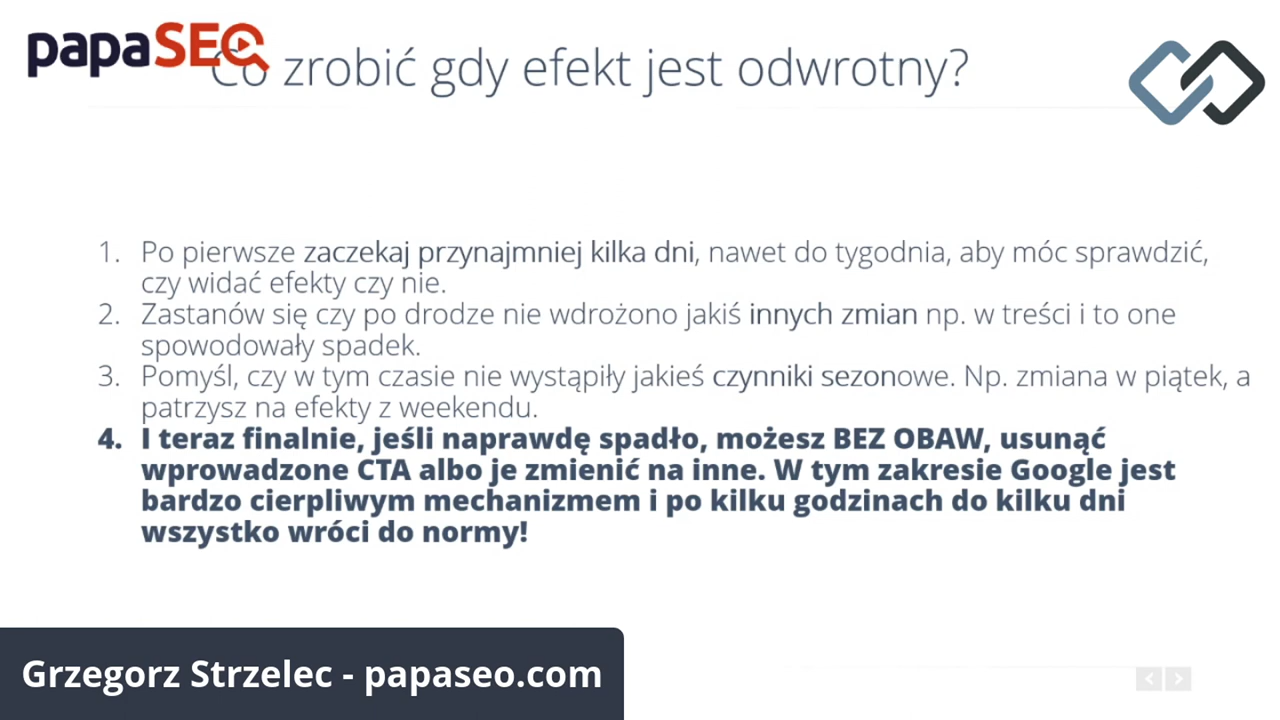 papaSEO
Co zrobić gdy efekt jest odwrotny?
1. Po pierwsze zaczekaj przynajmniej kilka dni, nawet do tygodnia, aby móc sprawdzić,
czy widać efekty czy nie.
2. Zastanów się czy po drodze nie wdrożono jakiś innych zmian np. w treści i to one
spowodowały spadek.
3. Pomyśl, czy w tym czasie nie wystąpiły jakieś czynniki sezonowe. Np. zmiana w piątek, a
patrzysz na efekty z weekendu.
4. I teraz finalnie, jeśli naprawdę spadło, możesz BEZ OBAW, usunąć
wprowadzone CTA albo je zmienić na inne. W tym zakresie Google jest
bardzo cierpliwym mechanizmem i po kilku godzinach do kilku dni
wszystko wróci do normy!
Grzegorz Strzelec - papaseo.com